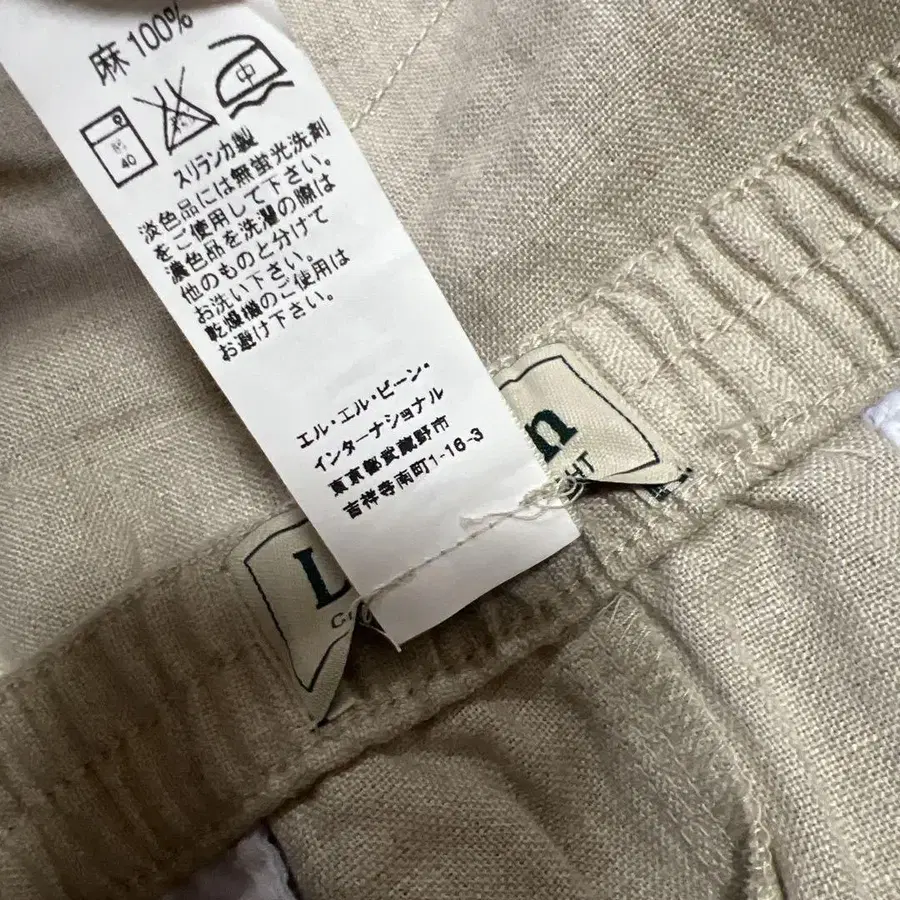 麻 100%
40
中
スリランカ製
淡色品には無蛍光洗剤
をご使用して下さい。
濃色品を洗濯の際は
他のものと分けて
お洗い下さい。
乾燥機のご使用は
お避け下さい。
エル・エル・ビーン・
インターナショナル
東京都武蔵野市
吉祥寺南町1-16-3